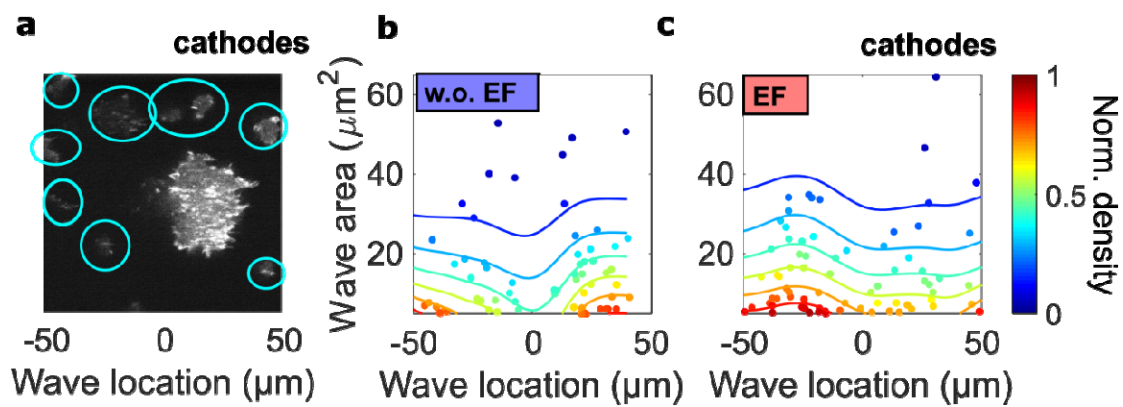 a
cathodes
-50
0
50
Wave location (μm)
b
w.o. EF
Wave area (μm²)
60
40
20
-50
0
50
Wave location (μm)
c
cathodes
EF
60
40
20
-50
0
50
Wave location (μm)
1
0.5
0
Norm. density